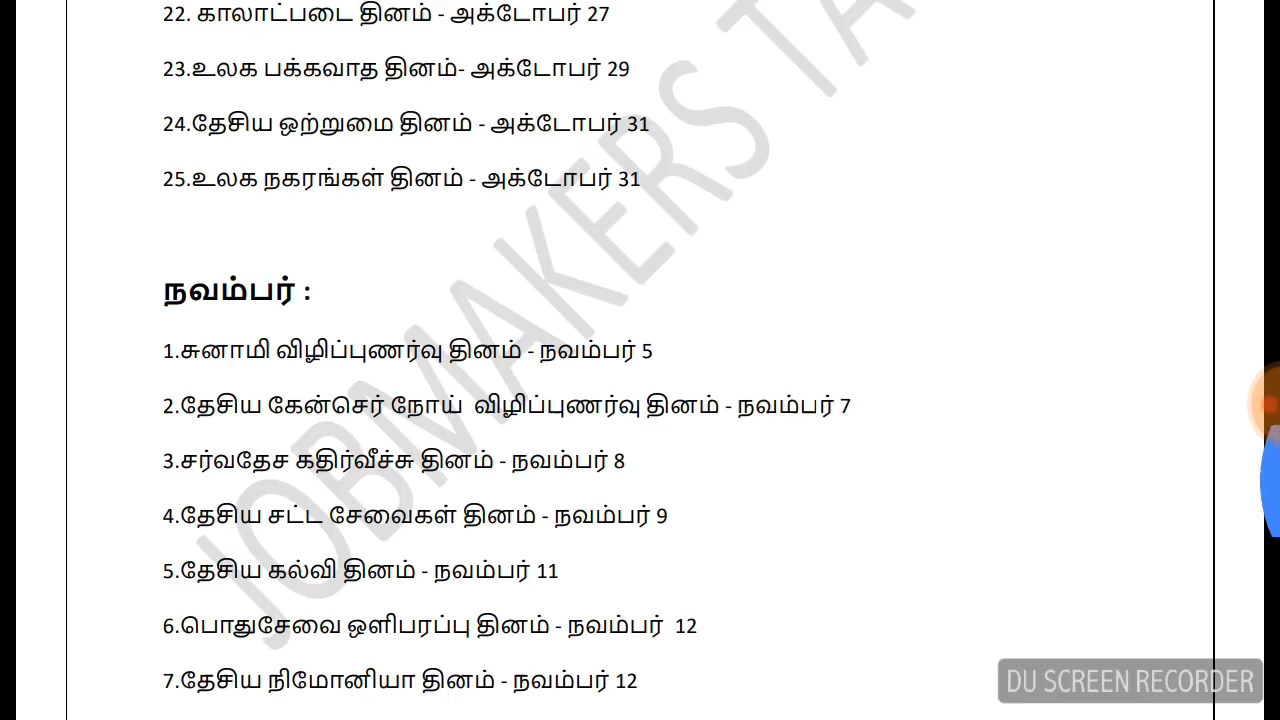 22. காலாட்படை தினம் - அக்டோபர் 27
23.உலக பக்கவாத தினம்- அக்டோபர் 29
24.தேசிய ஒற்றுமை தினம் - அக்டோபர் 31
25.உலக நகரங்கள் தினம் - அக்டோபர் 31
நவம்பர் :
1.சுனாமி விழிப்புணர்வு தினம் - நவம்பர் 5
2.தேசிய கேன்செர் நோய் விழிப்புணர்வு தினம் - நவம்பர் 7
3.சர்வதேச கதிர்வீச்சு தினம் - நவம்பர் 8
4.தேசிய சட்ட சேவைகள் தினம் - நவம்பர் 9
5.தேசிய கல்வி தினம் - நவம்பர் 11
6.பொதுசேவை ஒளிபரப்பு தினம் - நவம்பர் 12
7.தேசிய நிமோனியா தினம் - நவம்பர் 12
JOBMAKERS TA
DU SCREEN RECORDER